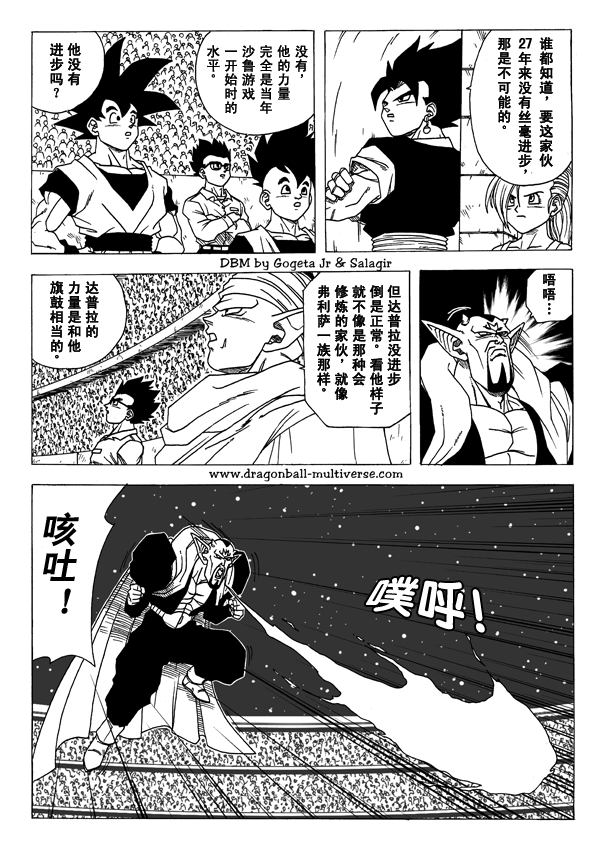 他没有
进步吗？
没有，
他的力量
完全是当年
沙鲁游戏
一开始时的
水平。
谁都知道，要这家伙
27年来没有丝毫进步，
那是不可能的。
DBM by Gogeta Jr & Salagir
达普拉的
力量是和他
旗鼓相当的。
但达普拉没进步
倒是正常。看他样子
就不像是那种会
修炼的家伙，就像
弗利萨一族那样。
唔唔…
www.dragonball-multiverse.com
咳吐！
噗呼！